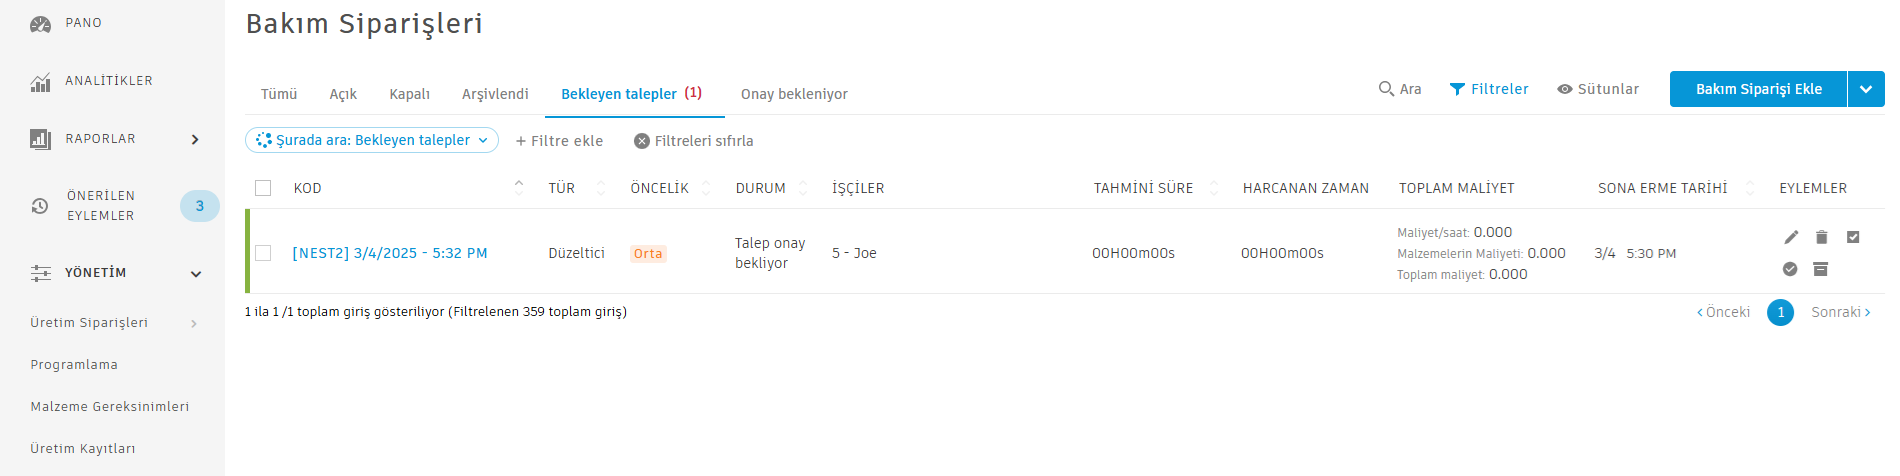 PANO
ANALİTİKLER
RAPORLAR
ÖNERİLEN
EYLEMLER
3
YÖNETİM
Üretim Siparişleri
Programlama
Malzeme Gereksinimleri
Üretim Kayıtları
Bakım Siparişleri
Tümü Açık Kapalı Arşivlendi Bekleyen talepler (1) Onay bekleniyor
Ara Filtreler Sütunlar Bakım Siparişi Ekle
Şurada ara: Bekleyen talepler + Filtre ekle Filtreleri sıfırla
KOD TÜR ÖNCELİK DURUM İŞÇİLER TAHMİNİ SÜRE HARCANAN ZAMAN TOPLAM MALİYET SONA ERME TARİHİ EYLEMLER
[NEST2] 3/4/2025 - 5:32 PM Düzeltici Orta
Talep onay
bekliyor
5 - Joe 00H00m00s 00H00m00s
Maliyet/saat: 0.000
Malzemelerin Maliyeti: 0.000
Toplam maliyet: 0.000
3/4 5:30 PM
1 ila 1 /1 toplam giriş gösteriliyor (Filtrelenen 359 toplam giriş)
‹ Önceki 1 Sonraki ›